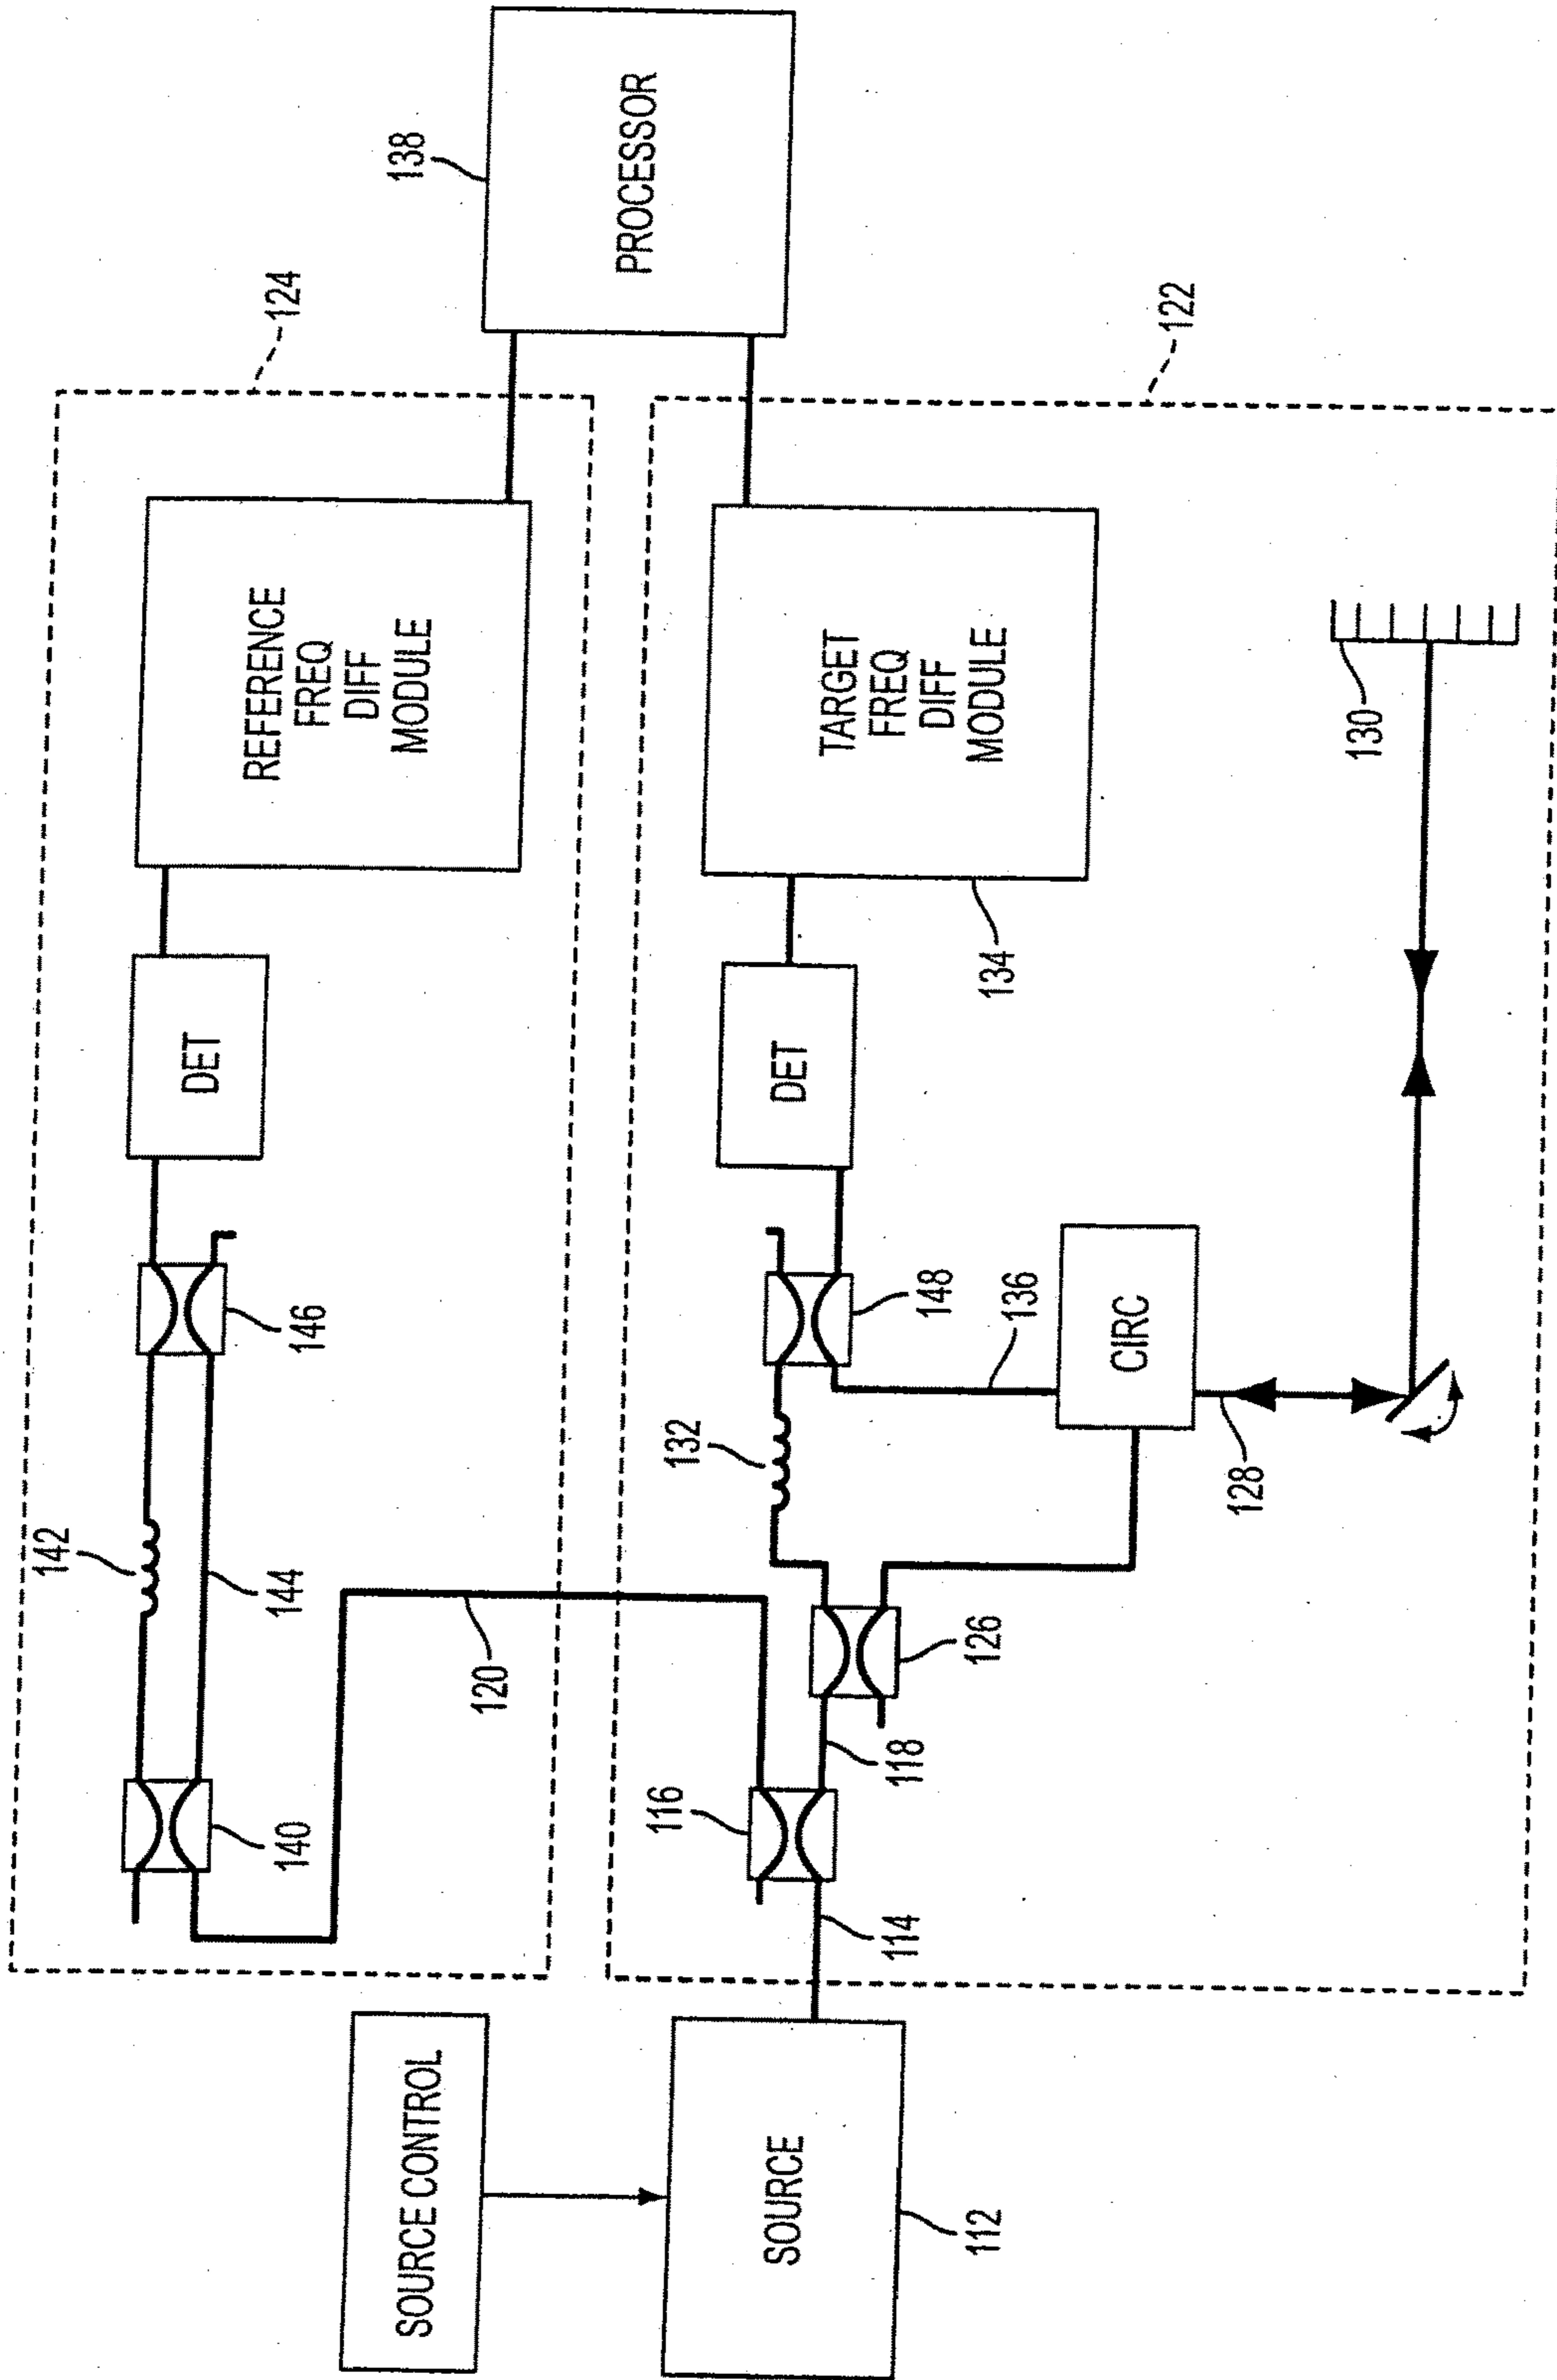 124
142
144
140
146
DET
REFERENCE
FREQ
DIFF
MODULE
138
PROCESSOR
120
SOURCE CONTROL
SOURCE
112
114
116
118
126
132
148
136
DET
TARGET
FREQ
DIFF
MODULE
134
CIRC
128
130
122